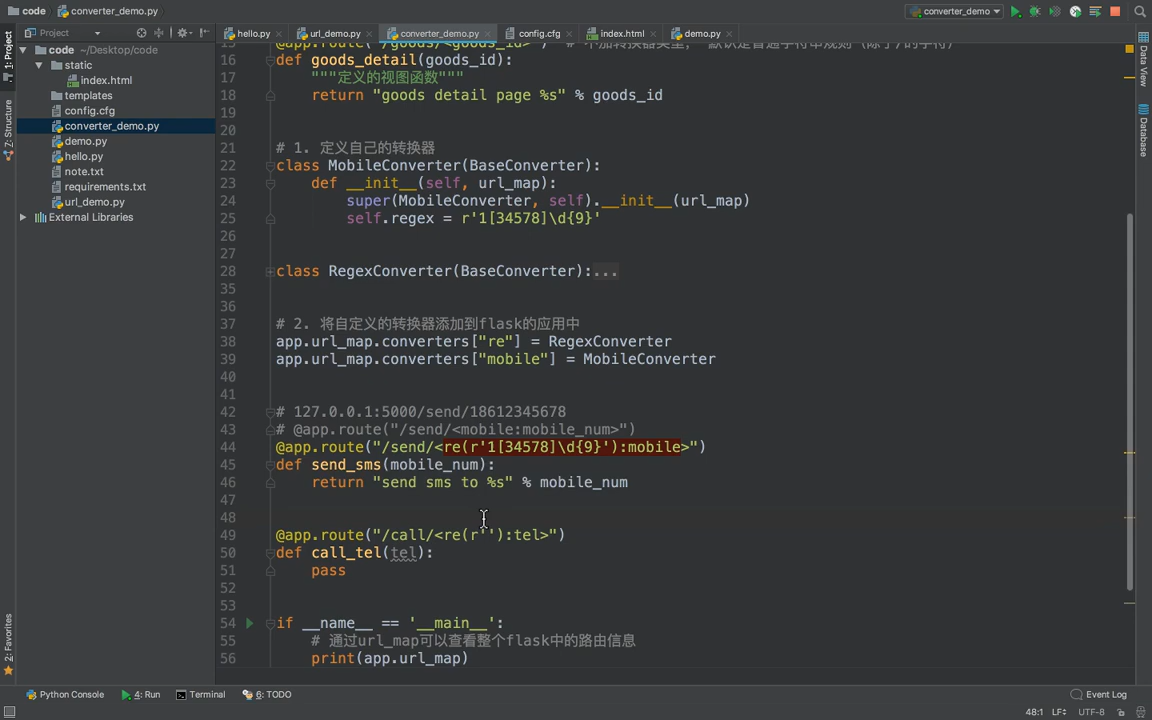 code converter_demo.py
converter_demo
Project
hello.py url_demo.py converter_demo.py config.cfg index.html demo.py
1: Project
Z: Structure
2: Favorites
Data View
Database
code ~/Desktop/code
static
index.html
templates
config.cfg
converter_demo.py
demo.py
hello.py
note.txt
requirements.txt
url_demo.py
External Libraries
16 def goods_detail(goods_id):
17 """定义的视图函数"""
18 return "goods detail page %s" % goods_id
19
20
21 # 1. 定义自己的转换器
22 class MobileConverter(BaseConverter):
23 def __init__(self, url_map):
24 super(MobileConverter, self).__init__(url_map)
25 self.regex = r'1[34578]\d{9}'
26
27
28 class RegexConverter(BaseConverter):...
35
36
37 # 2. 将自定义的转换器添加到flask的应用中
38 app.url_map.converters["re"] = RegexConverter
39 app.url_map.converters["mobile"] = MobileConverter
40
41
42 # 127.0.0.1:5000/send/18612345678
43 # @app.route("/send/<mobile:mobile_num>")
44 @app.route("/send/<re(r'1[34578]\d{9}'):mobile>")
45 def send_sms(mobile_num):
46 return "send sms to %s" % mobile_num
47
48
49 @app.route("/call/<re(r''):tel>")
50 def call_tel(tel):
51 pass
52
53
54 if __name__ == '__main__':
55 # 通过url_map可以查看整个flask中的路由信息
56 print(app.url_map)
Python Console 4: Run Terminal 6: TODO Event Log
48:1 LF UTF-8